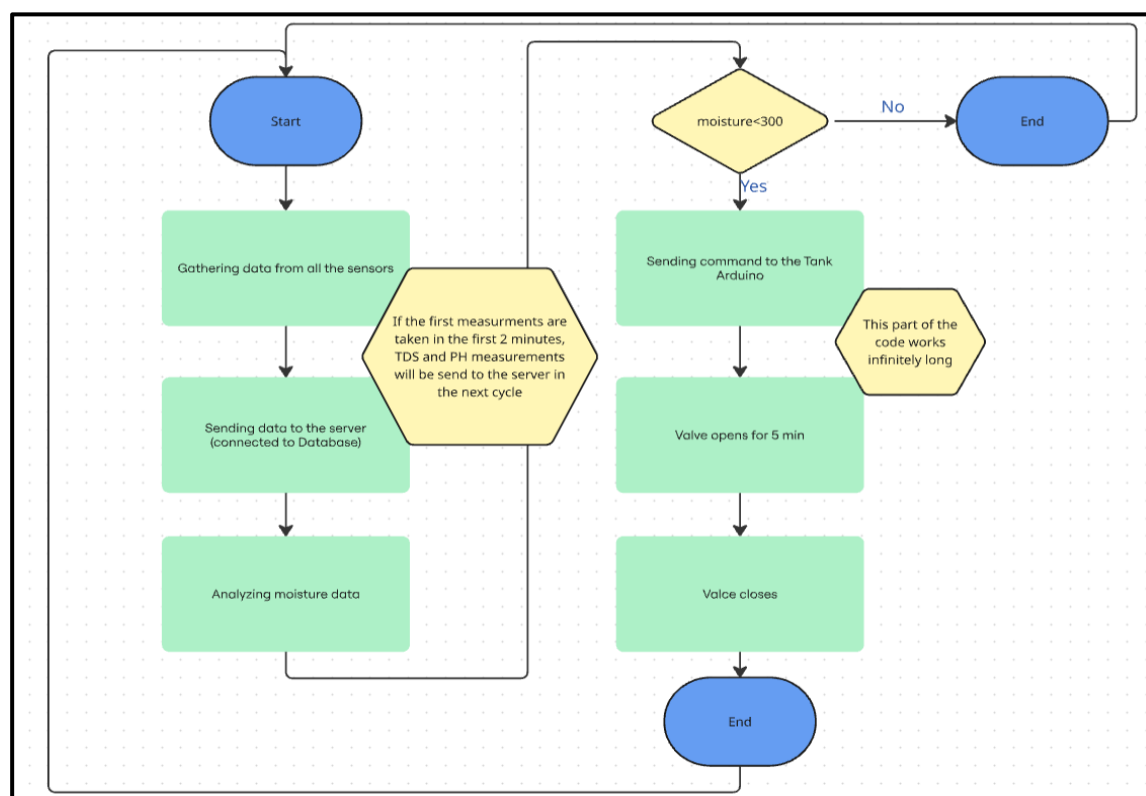 Start
Gathering data from all the sensors
If the first measurments are
taken in the first 2 minutes,
TDS and PH measurements
will be send to the server in
the next cycle
Sending data to the server
(connected to Database)
Analyzing moisture data
moisture<300
No
End
Yes
Sending command to the Tank
Arduino
This part of the
code works
infinitely long
Valve opens for 5 min
Valce closes
End